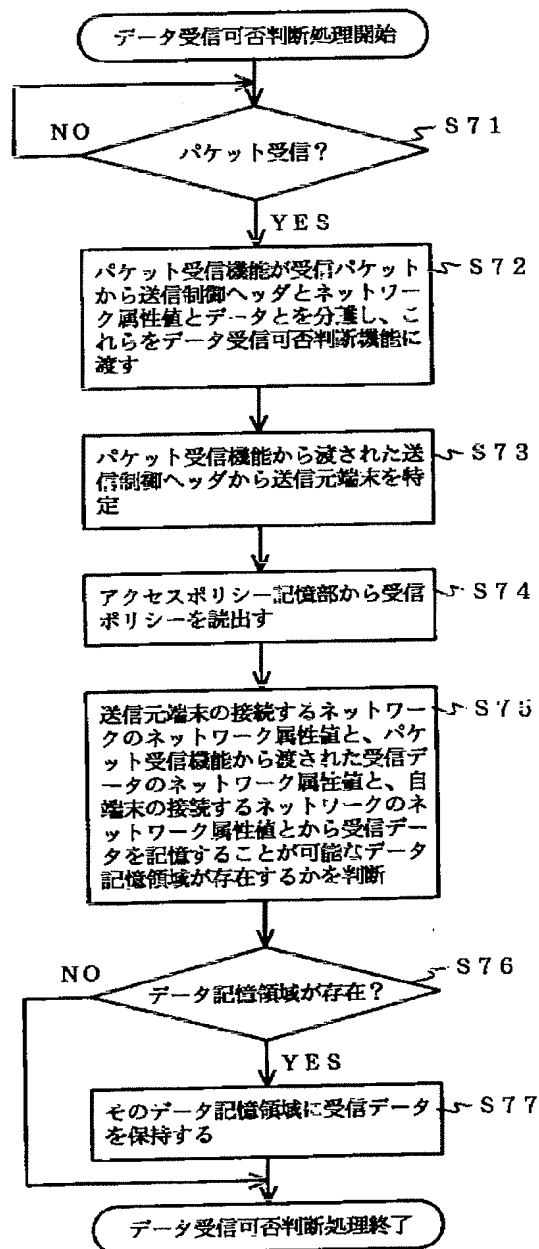 データ受信可否判断処理開始
NO
S71
パケット受信?
YES
パケット受信機能が受信パケット
S72
から送信制御ヘッダとネットワー
ク属性値とデータとを分離し、こ
れらをデータ受信可否判断機能に
渡す
パケット受信機能から渡された送
S73
信制御ヘッダから送信元端末を特
定
アクセスポリシー記憶部から受信
S74
ポリシーを読出す
送信元端末の接続するネットワー
S75
クのネットワーク属性値と、パケ
ット受信機能から渡された受信デ
ータのネットワーク属性値と、自
端末の接続するネットワークのネ
ットワーク属性値とから受信デー
タを記憶することが可能なデータ
記憶領域が存在するかを判断
NO
S76
データ記憶領域が存在?
YES
そのデータ記憶領域に受信データ
S77
を保持する
データ受信可否判断処理終了